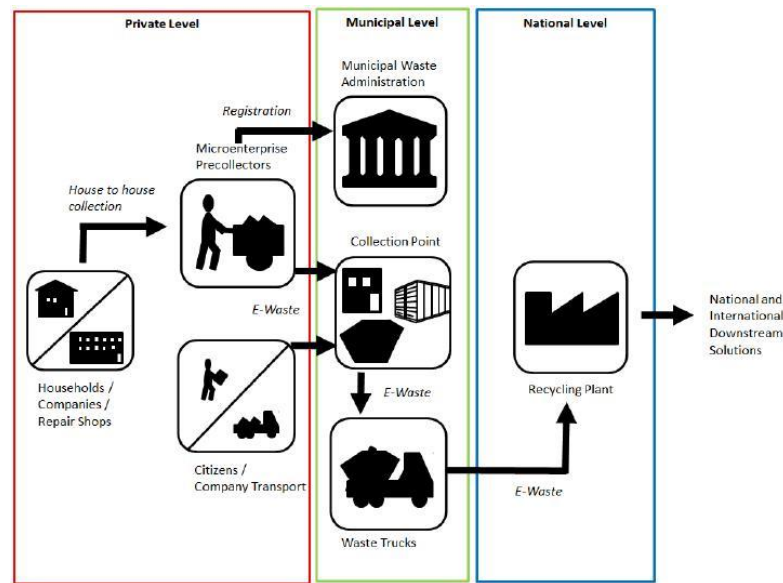 Private Level
Municipal Level
National Level
Municipal Waste
Administration
Registration
Microenterprise
Precollectors
House to house
collection
Collection Point
E-Waste
National and
International
Downstream
Solutions
Households /
Companies /
Repair Shops
E-Waste
Recycling Plant
Citizens /
Company Transport
E-Waste
Waste Trucks